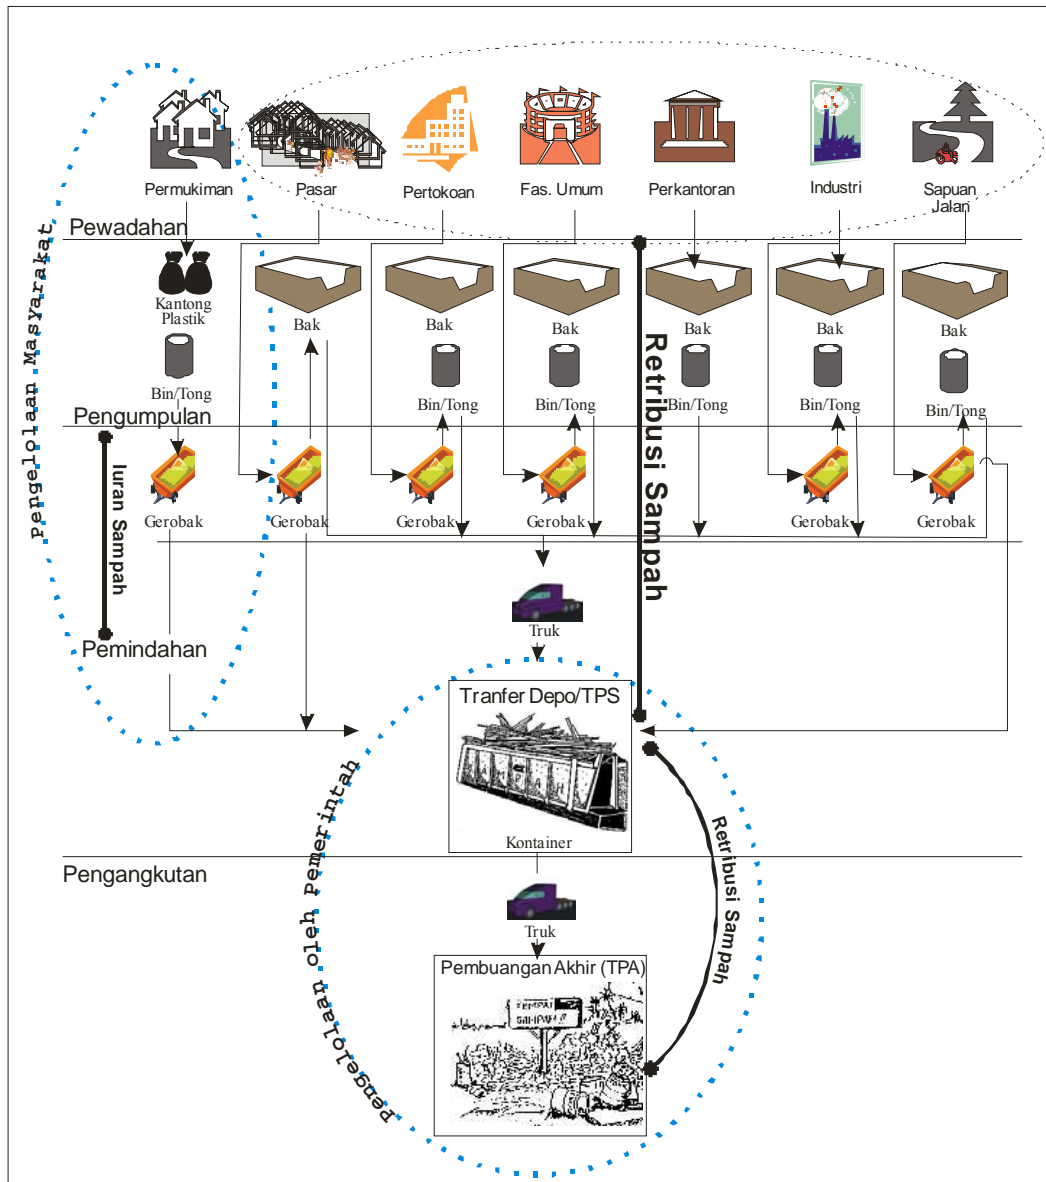 Permukiman
Pasar
Pertokoan
Fas. Umum
Perkantoran
Industri
Sapuan
Jalan
Pewadahan
Kantong
Plastik
Bak
Bak
Bak
Bak
Bak
Bak
Bin/Tong
Bin/Tong
Bin/Tong
Bin/Tong
Bin/Tong
Bin/Tong
Pengumpulan
Gerobak
Gerobak
Gerobak
Gerobak
Gerobak
Gerobak
Pengelolaan Masyarakat
Iuran Sampah
Retribusi Sampah
Truk
Pemindahan
Tranfer Depo/TPS
SAMPAH
Kontainer
Pengangkutan
Truk
Pengelolaan oleh Pemerintah
Retribusi Sampah
Pembuangan Akhir (TPA)
TEMPAT
SAMPAH